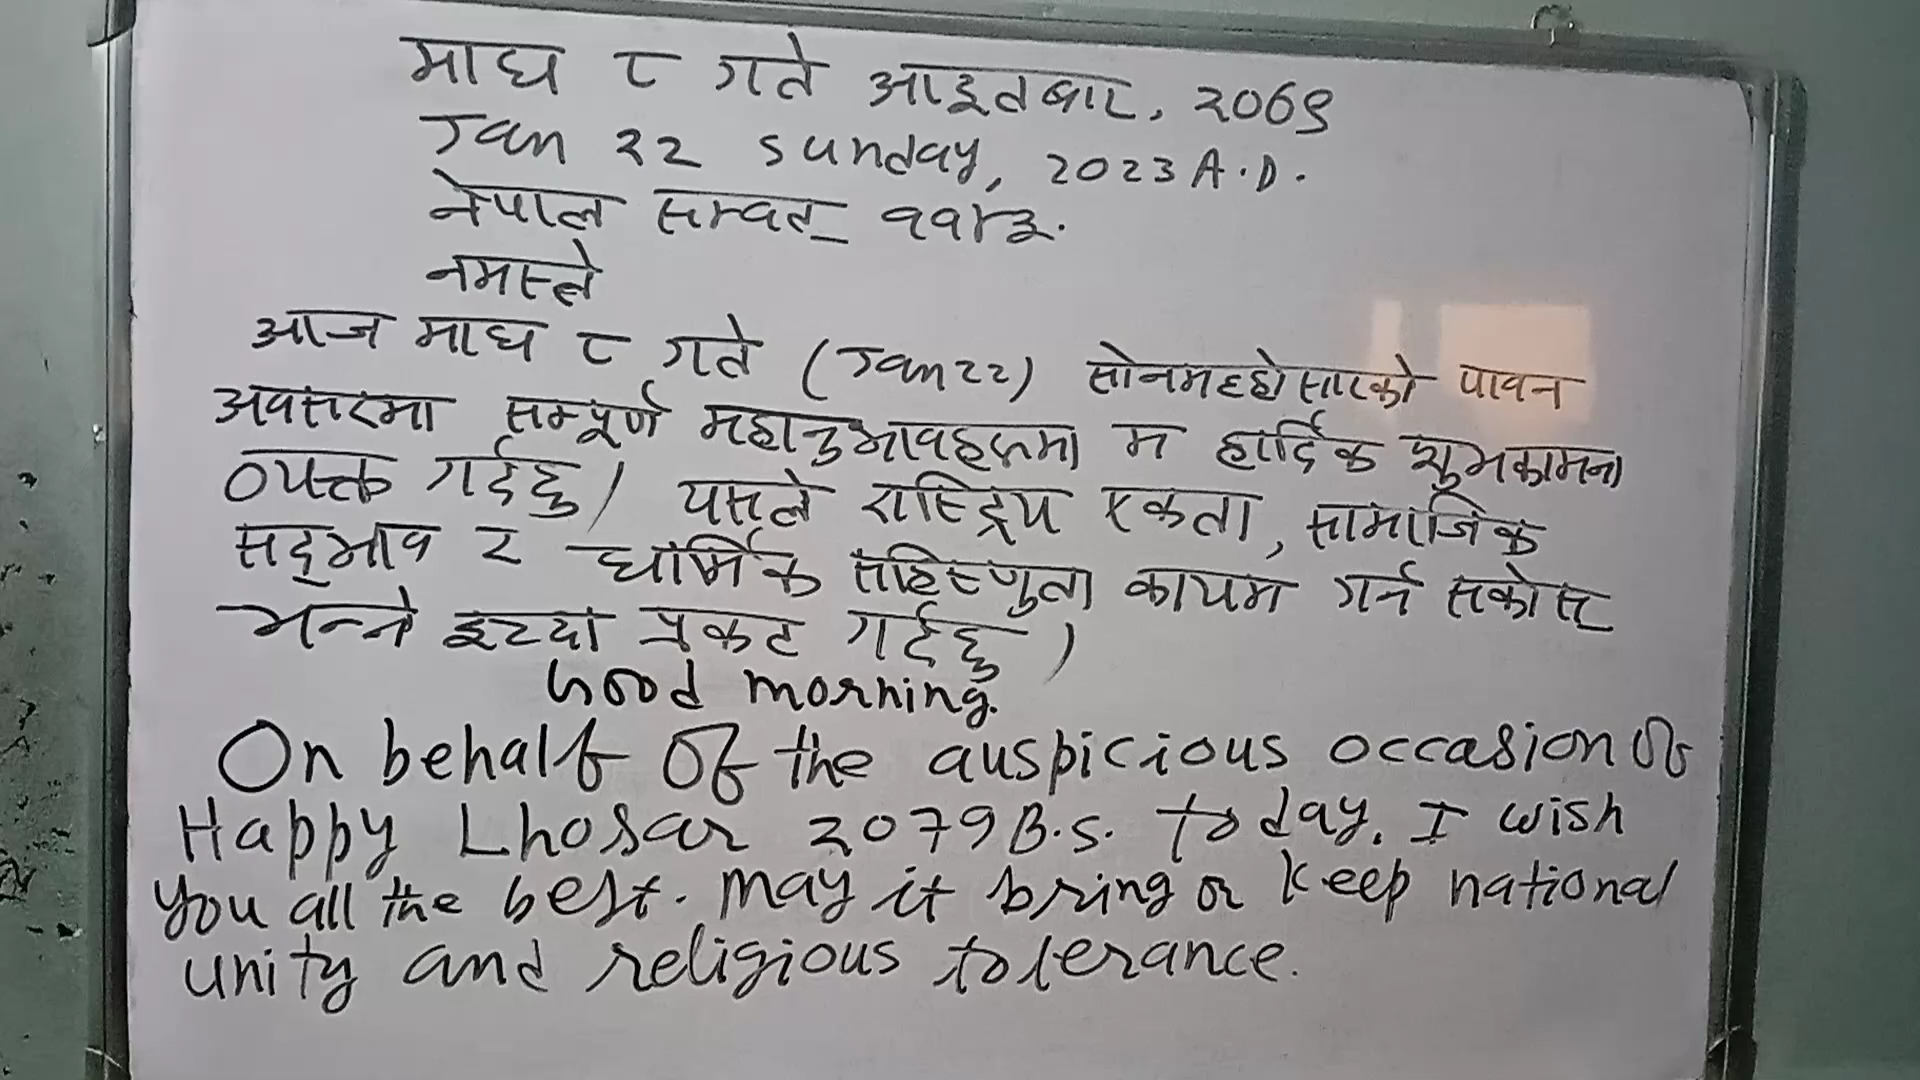 माघ ८ गते आइतबार, २०७९
Jan 22 sunday, 2023 A.D.
नेपाल सम्वत् ११४३.
नमस्ते
आज माघ ८ गते (Jan 22) सोनमल्होसारको पावन
अवसरमा सम्पूर्ण महानुभावहरूमा म हार्दिक शुभकामना
व्यक्त गर्दछु। यसले राष्ट्रिय एकता, सामाजिक
सद्भाव र धार्मिक सहिष्णुता कायम गर्न सकोस्
भन्ने इच्छा प्रकट गर्दछु।
Good morning.
On behalf of the auspicious occasion of
Happy Lhosar 2079 B.S. today. I wish
you all the best. May it bring or keep national
unity and religious tolerance.